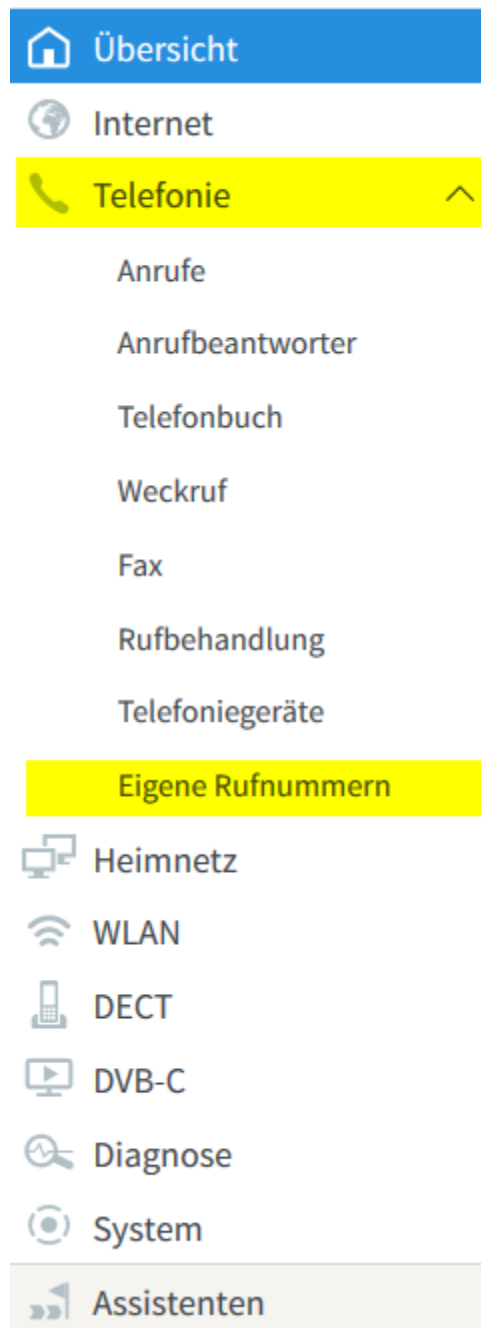 Übersicht
Internet
Telefonie
Anrufe
Anrufbeantworter
Telefonbuch
Weckruf
Fax
Rufbehandlung
Telefoniegeräte
Eigene Rufnummern
Heimnetz
WLAN
DECT
DVB-C
Diagnose
System
Assistenten